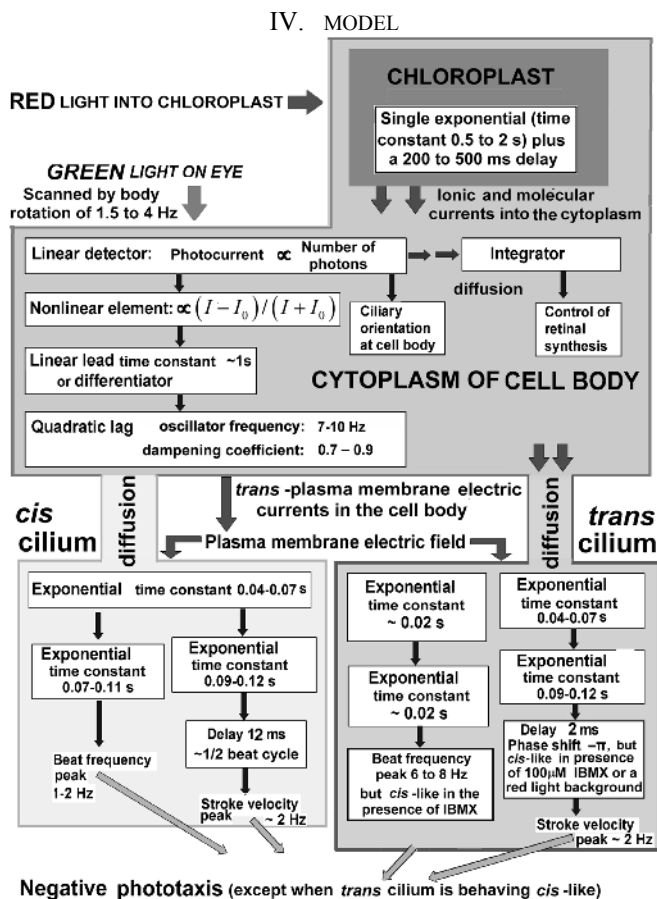 IV. MODEL
CHLOROPLAST
RED LIGHT INTO CHLOROPLAST
Single exponential (time
constant 0.5 to 2 s) plus
a 200 to 500 ms delay
GREEN LIGHT ON EYE
Scanned by body
rotation of 1.5 to 4 Hz
Ionic and molecular
currents into the cytoplasm
Linear detector: Photocurrent ∝ Number of
photons
Integrator
diffusion
Nonlinear element: ∝ (I − I₀) / (I + I₀)
Ciliary
orientation
at cell body
Control of
retinal
synthesis
Linear lead time constant ~1s
or differentiator
CYTOPLASM OF CELL BODY
Quadratic lag oscillator frequency: 7-10 Hz
dampening coefficient: 0.7 – 0.9
cis
cilium
diffusion
trans -plasma membrane electric
currents in the cell body
Plasma membrane electric field
diffusion
trans
cilium
Exponential time constant 0.04-0.07 s
Exponential
time constant
0.07-0.11 s
Exponential
time constant
0.09-0.12 s
Delay 12 ms
~1/2 beat cycle
Beat frequency
peak
1-2 Hz
Stroke velocity
peak ~ 2 Hz
Exponential
time constant
~ 0.02 s
Exponential
time constant
~ 0.02 s
Beat frequency
peak 6 to 8 Hz
but cis-like in the
presence of IBMX
Exponential
time constant
0.04-0.07s
Exponential
time constant
0.09-0.12 s
Delay 2 ms
Phase shift –π, but
cis-like in presence
of 100µM IBMX or a
red light background
Stroke velocity
peak ~ 2 Hz
Negative phototaxis (except when trans cilium is behaving cis-like)